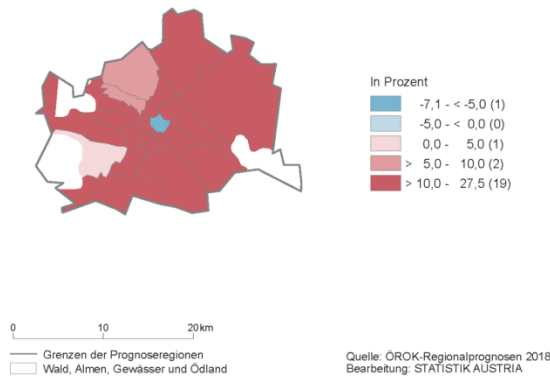 In Prozent
-7,1 - < -5,0 (1)
-5,0 - < 0,0 (0)
0,0 - 5,0 (1)
> 5,0 - 10,0 (2)
> 10,0 - 27,5 (19)
0 10 20 km
Grenzen der Prognoseregionen
Wald, Almen, Gewässer und Ödland
Quelle: ÖROK-Regionalprognosen 2018
Bearbeitung: STATISTIK AUSTRIA